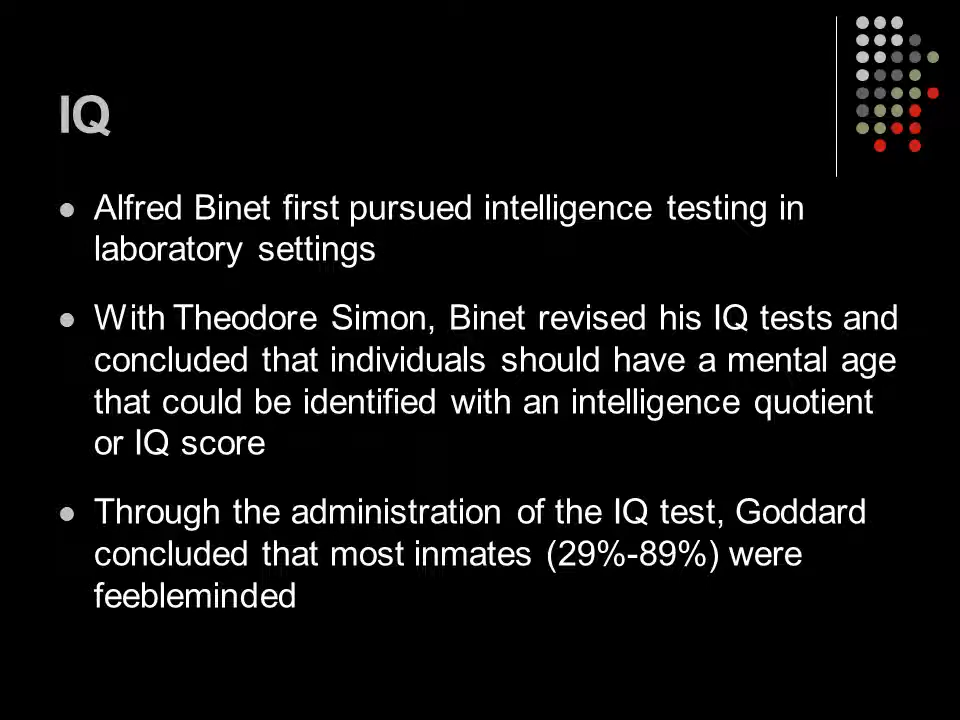 IQ
Alfred Binet first pursued intelligence testing in
laboratory settings
With Theodore Simon, Binet revised his IQ tests and
concluded that individuals should have a mental age
that could be identified with an intelligence quotient
or IQ score
Through the administration of the IQ test, Goddard
concluded that most inmates (29%-89%) were
feebleminded